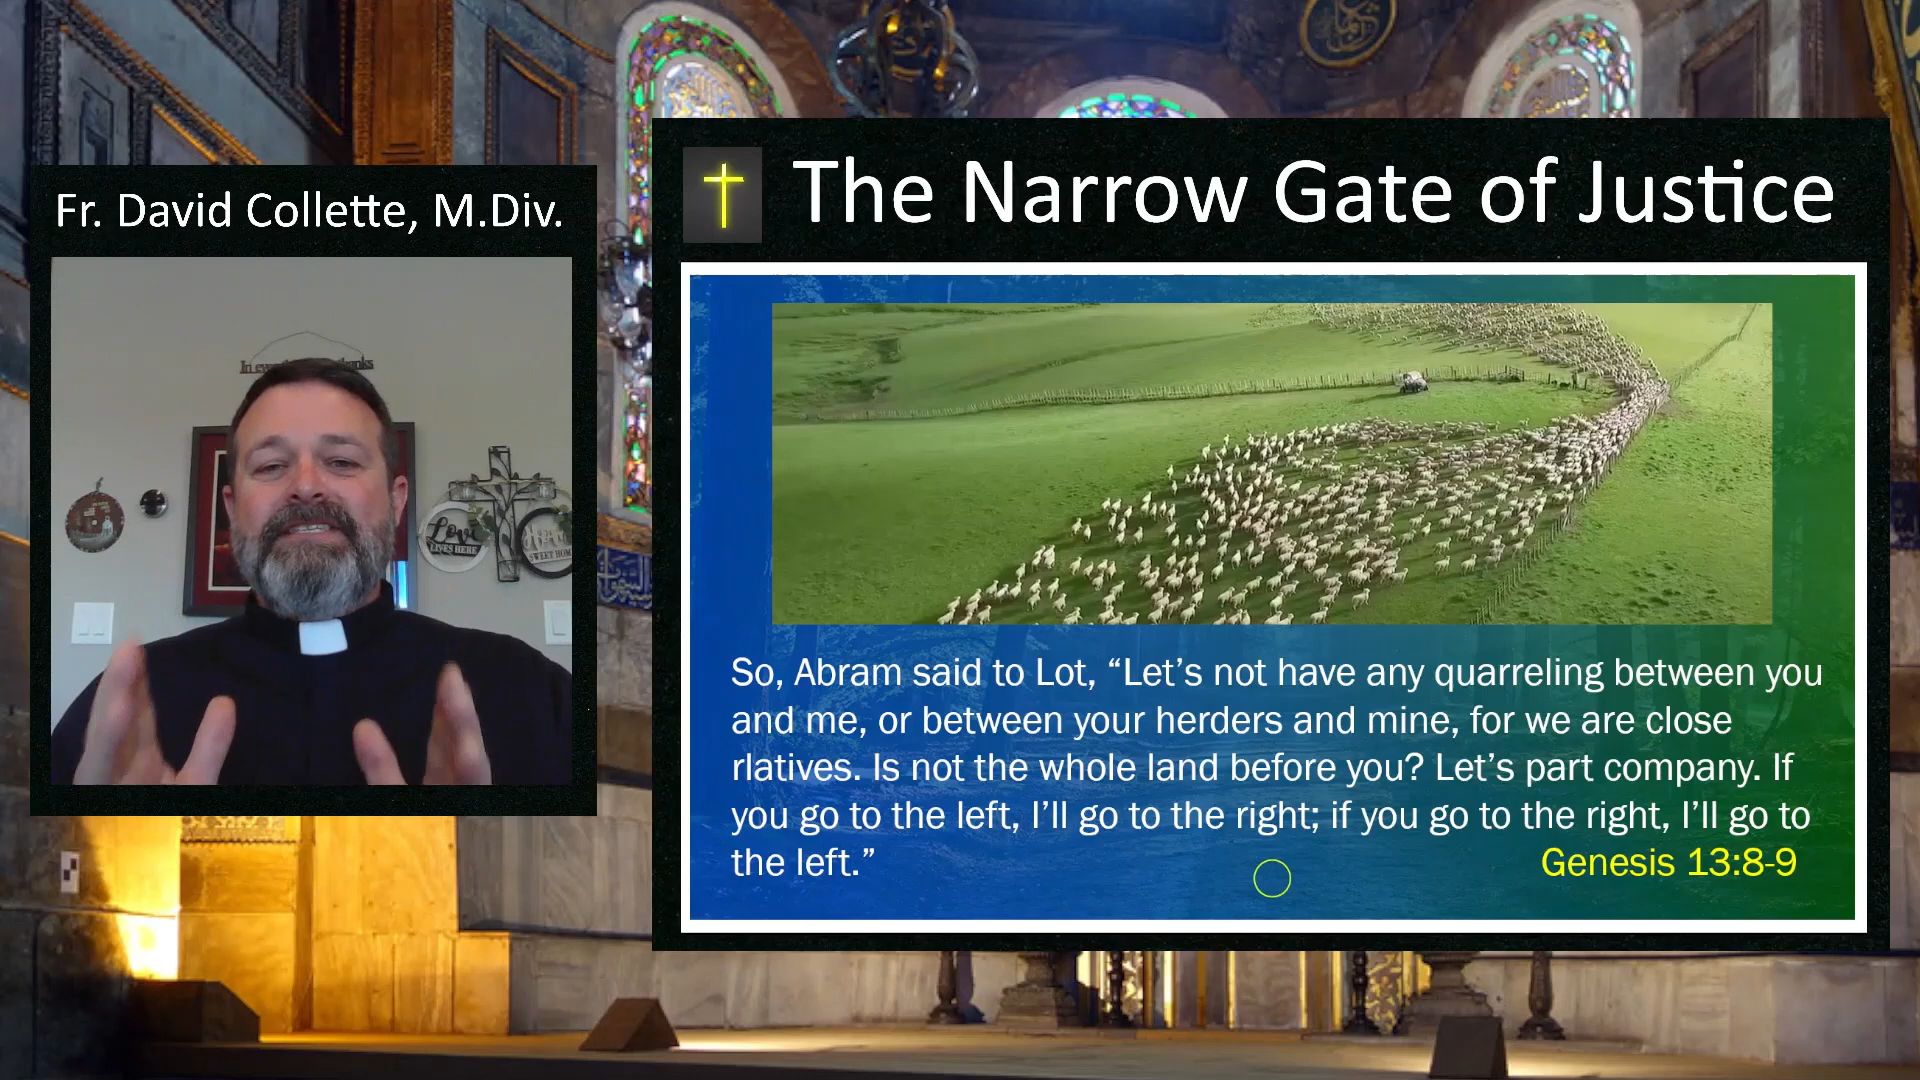 Fr. David Collette, M.Div.
The Narrow Gate of Justice
LIVES HERE
So, Abram said to Lot, “Let’s not have any quarreling between you
and me, or between your herders and mine, for we are close
rlatives. Is not the whole land before you? Let’s part company. If
you go to the left, I’ll go to the right; if you go to the right, I’ll go to
the left.”
Genesis 13:8-9